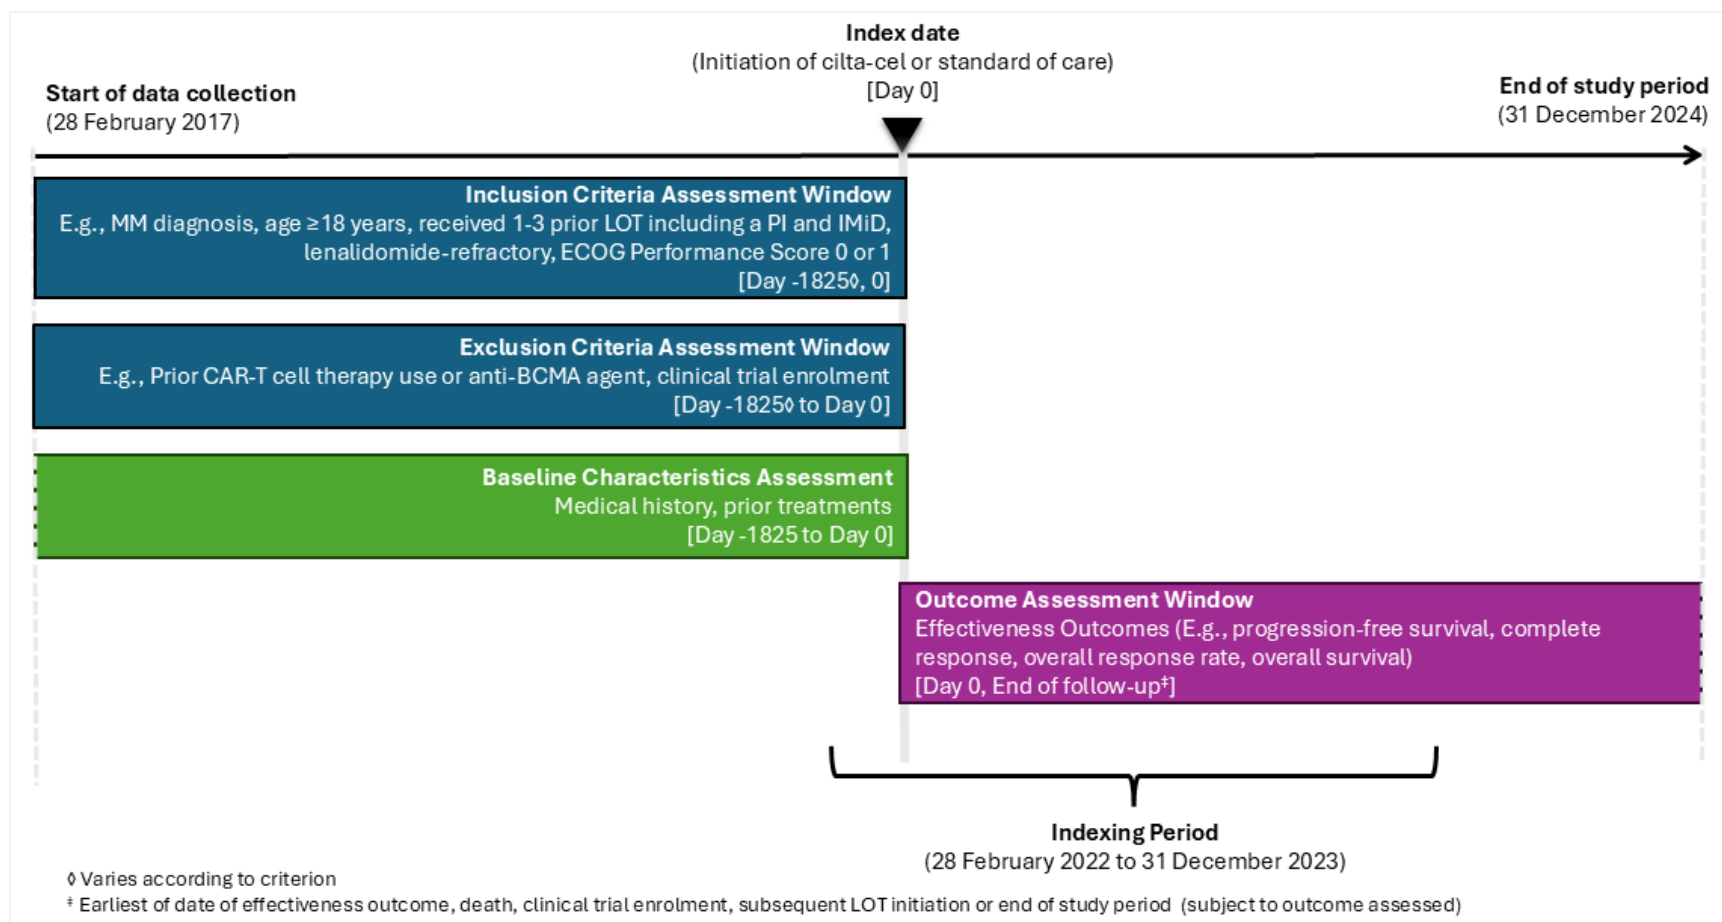 Index date
(Initiation of cilta-cel or standard of care)
[Day 0]
Start of data collection
(28 February 2017)
End of study period
(31 December 2024)
Inclusion Criteria Assessment Window
E.g., MM diagnosis, age ≥18 years, received 1-3 prior LOT including a PI and IMiD,
lenalidomide-refractory, ECOG Performance Score 0 or 1
[Day -1825◊, 0]
Exclusion Criteria Assessment Window
E.g., Prior CAR-T cell therapy use or anti-BCMA agent, clinical trial enrolment
[Day -1825◊ to Day 0]
Baseline Characteristics Assessment
Medical history, prior treatments
[Day -1825 to Day 0]
Outcome Assessment Window
Effectiveness Outcomes (E.g., progression-free survival, complete
response, overall response rate, overall survival)
[Day 0, End of follow-up‡]
Indexing Period
(28 February 2022 to 31 December 2023)
◊ Varies according to criterion
‡ Earliest of date of effectiveness outcome, death, clinical trial enrolment, subsequent LOT initiation or end of study period (subject to outcome assessed)